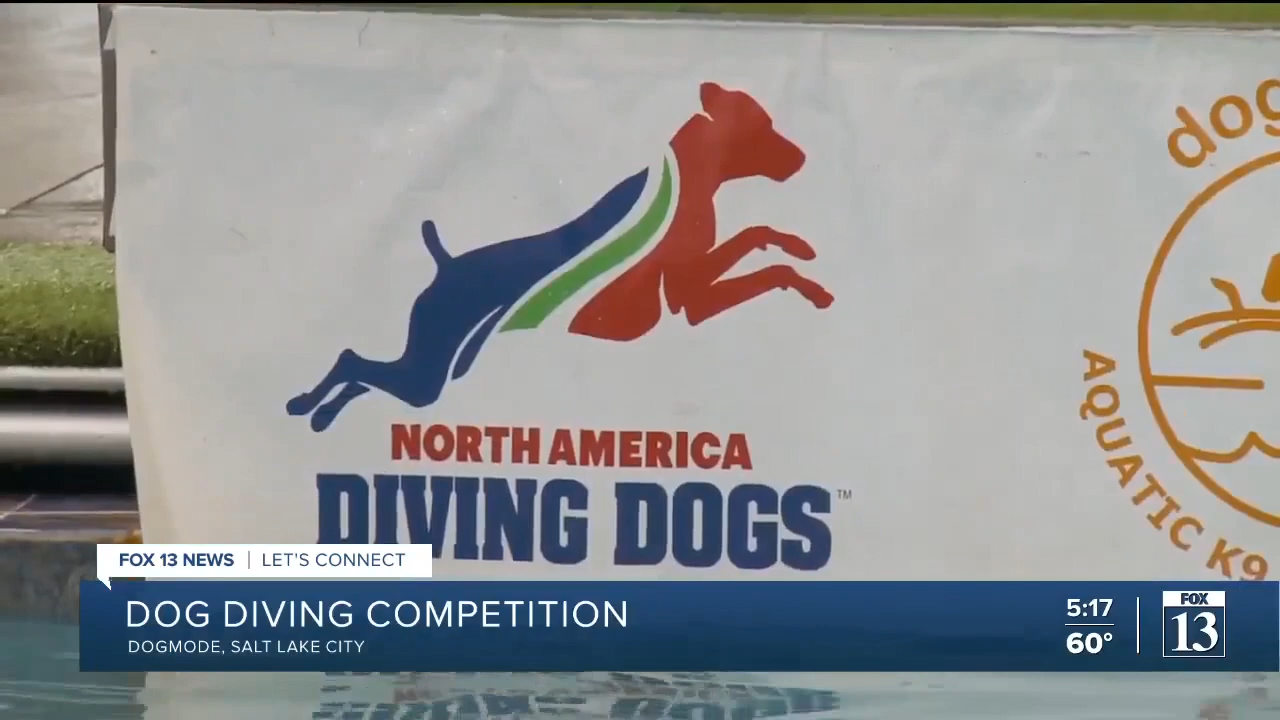 dog
NORTH AMERICA
DIVING DOGS™
AQUATIC K9
FOX 13 NEWS | LET'S CONNECT
DOG DIVING COMPETITION
DOGMODE, SALT LAKE CITY
5:17
60°
FOX
13